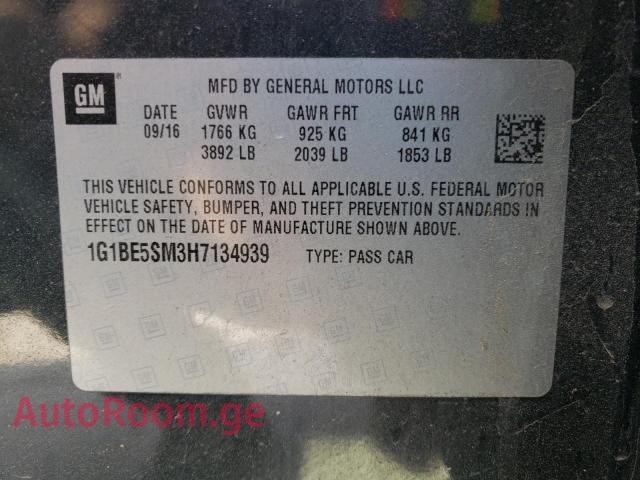 GM
MFD BY GENERAL MOTORS LLC
DATE GVWR GAWR FRT GAWR RR
09/16 1766 KG 925 KG 841 KG
3892 LB 2039 LB 1853 LB
THIS VEHICLE CONFORMS TO ALL APPLICABLE U.S. FEDERAL MOTOR
VEHICLE SAFETY, BUMPER, AND THEFT PREVENTION STANDARDS IN
EFFECT ON THE DATE OF MANUFACTURE SHOWN ABOVE.
1G1BE5SM3H7134939 TYPE: PASS CAR
AutoRoom.ge